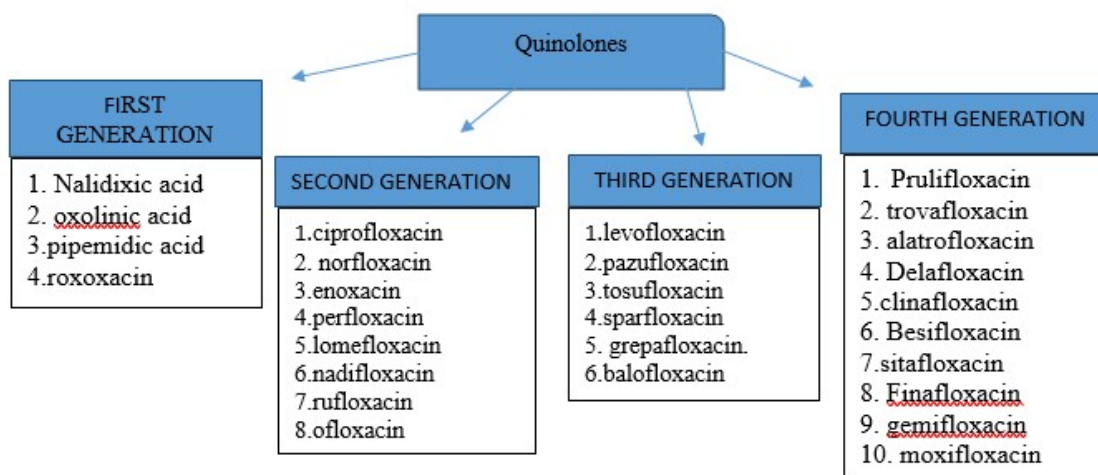 Quinolones
FIRST
GENERATION
1. Nalidixic acid
2. oxolinic acid
3.pipemidic acid
4.roxoxacin
SECOND GENERATION
1.ciprofloxacin
2. norfloxacin
3.enoxacin
4.perfloxacin
5.lomefloxacin
6.nadifloxacin
7.rufloxacin
8.ofloxacin
THIRD GENERATION
1.levofloxacin
2.pazufloxacin
3.tosufloxacin
4.sparfloxacin
5. grepafloxacin.
6.balofloxacin
FOURTH GENERATION
1. Prulifloxacin
2. trovafloxacin
3. alatrofloxacin
4. Delafloxacin
5.clinafloxacin
6. Besifloxacin
7.sitafloxacin
8. Finafloxacin
9. gemifloxacin
10. moxifloxacin